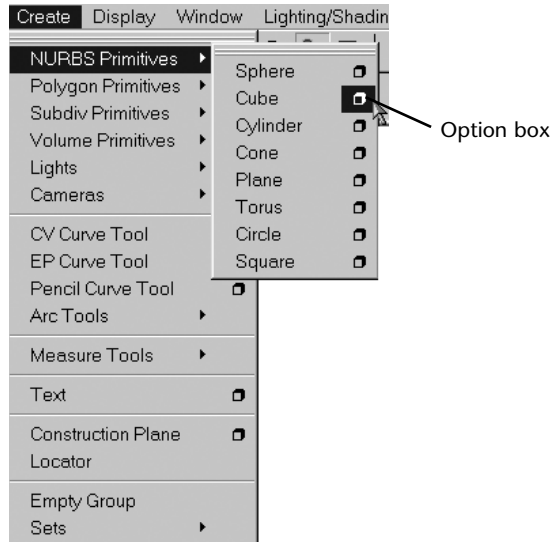 Create Display Window Lighting/Shadin
NURBS Primitives
Polygon Primitives
Subdiv Primitives
Volume Primitives
Lights
Cameras
CV Curve Tool
EP Curve Tool
Pencil Curve Tool
Arc Tools
Measure Tools
Text
Construction Plane
Locator
Empty Group
Sets
Sphere
Cube
Cylinder
Cone
Plane
Torus
Circle
Square
Option box